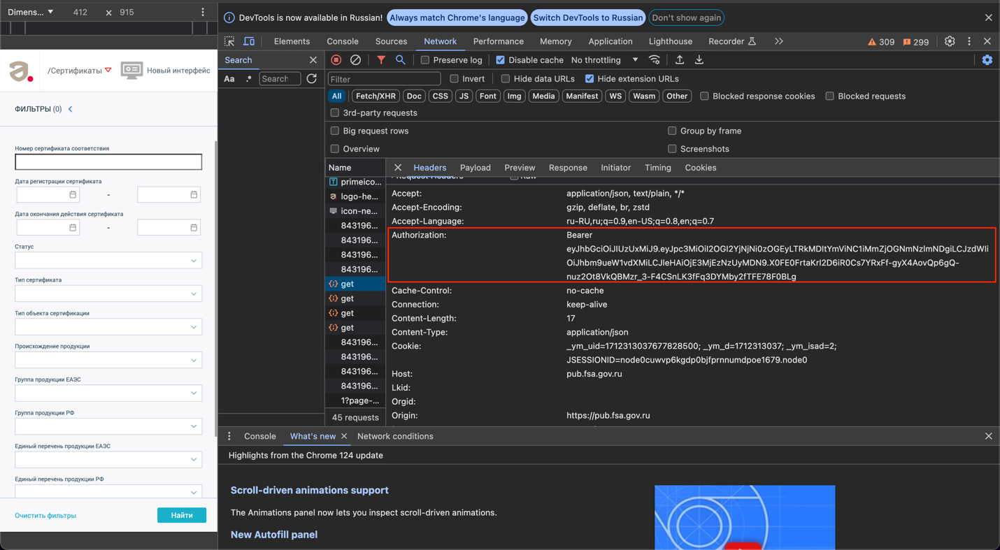 Dimens...
412
×
915
DevTools is now available in Russian!
Always match Chrome's language
Switch DevTools to Russian
Don't show again
Elements
Console
Sources
Network
Performance
Memory
Application
Lighthouse
Recorder
309
299
Search
Preserve log
Disable cache
No throttling
Aa
.*
Search
Filter
Invert
Hide data URLs
Hide extension URLs
All
Fetch/XHR
Doc
CSS
JS
Font
Img
Media
Manifest
WS
Wasm
Other
Blocked response cookies
Blocked requests
3rd-party requests
Big request rows
Group by frame
Overview
Screenshots
a.
/Сертификаты
Новый интерфейс
ФИЛЬТРЫ (0)
Номер сертификата соответствия
Дата регистрации сертификата
-
Дата окончания действия сертификата
-
Статус
Тип сертификата
Тип объекта сертификации
Происхождение продукции
Группа продукции ЕАЭС
Группа продукции РФ
Единый перечень продукции ЕАЭС
Единый перечень продукции РФ
Очистить фильтры
Найти
Name
primeico...
logo-he...
icon-ne...
843196...
843196...
843196...
843196...
get
get
get
get
843196...
843196...
843196...
843196...
1?page-...
45 requests
Headers
Payload
Preview
Response
Initiator
Timing
Cookies
Request Headers
Raw
Accept:
application/json, text/plain, */*
Accept-Encoding:
gzip, deflate, br, zstd
Accept-Language:
ru-RU,ru;q=0.9,en-US;q=0.8,en;q=0.7
Authorization:
Bearer
eyJhbGciOiJIUzUxMiJ9.eyJpc3MiOiI2OGI2YjNjNi0zOGEyLTRkMDItYmViNC1iMmZjOGNmNzlmNDgiLCJzdWIi
OiJhbm9ueW1vdXMiLCJleHAiOjE3MjEzNzUyMDN9.X0FE0FrtaKrI2D6iR0Cs7YRxFf-gyX4AovQp6gQ-
nuz2Ot8VkQBMzr_3-F4CSnLK3fFq3DYMby2fTFE78F0BLg
Cache-Control:
no-cache
Connection:
keep-alive
Content-Length:
17
Content-Type:
application/json
Cookie:
_ym_uid=1712313037677828500; _ym_d=1712313037; _ym_isad=2;
JSESSIONID=node0cuwvp6kgdp0bjfprnnumdpoe1679.node0
Host:
pub.fsa.gov.ru
Lkid:
Orgid:
Origin:
https://pub.fsa.gov.ru
Console
What's new
Network conditions
Highlights from the Chrome 124 update
Scroll-driven animations support
The Animations panel now lets you inspect scroll-driven animations.
New Autofill panel